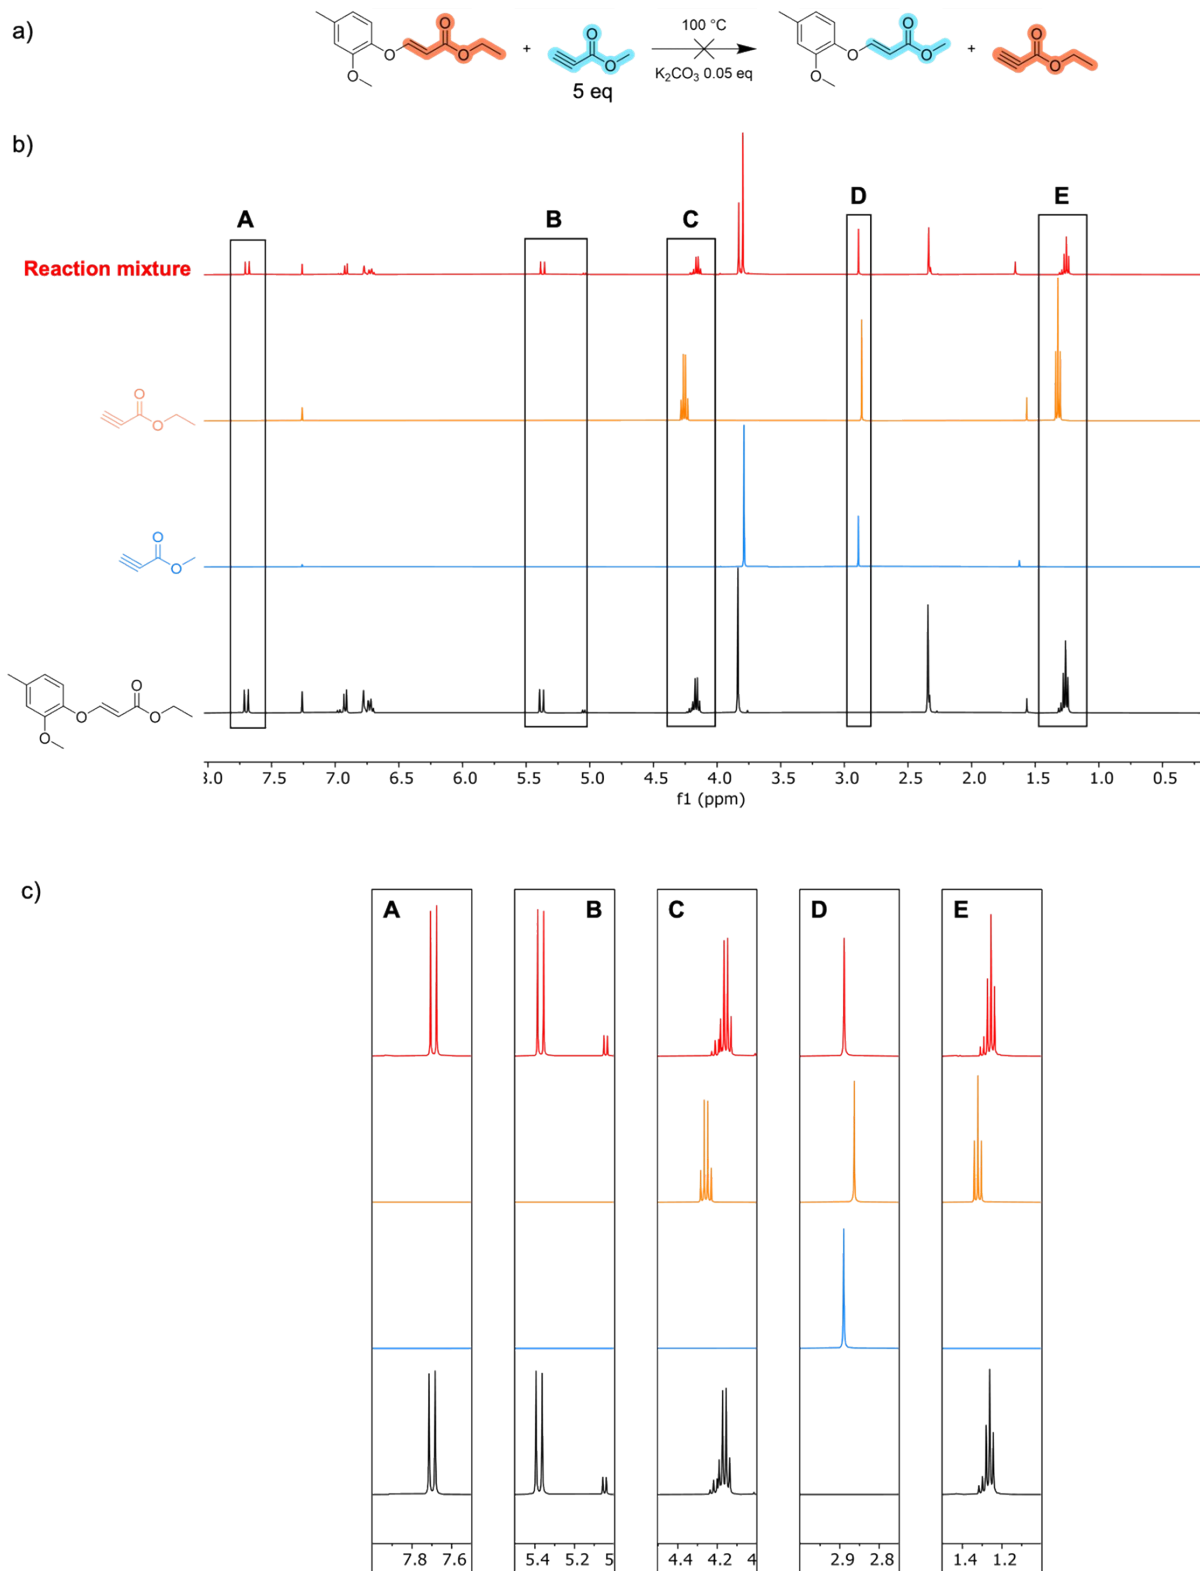 a)
O
O
O
O
+
O
O
5 eq
100 °C
K2CO3 0.05 eq
O
O
O
O
+
O
O
b)
A
B
C
D
E
Reaction mixture
O
O
O
O
O
O
O
O
8.0 7.5 7.0 6.5 6.0 5.5 5.0 4.5 4.0 3.5 3.0 2.5 2.0 1.5 1.0 0.5
f1 (ppm)
c)
A
B
C
D
E
7.8 7.6
5.4 5.2 5
4.4 4.2 4
2.9 2.8
1.4 1.2